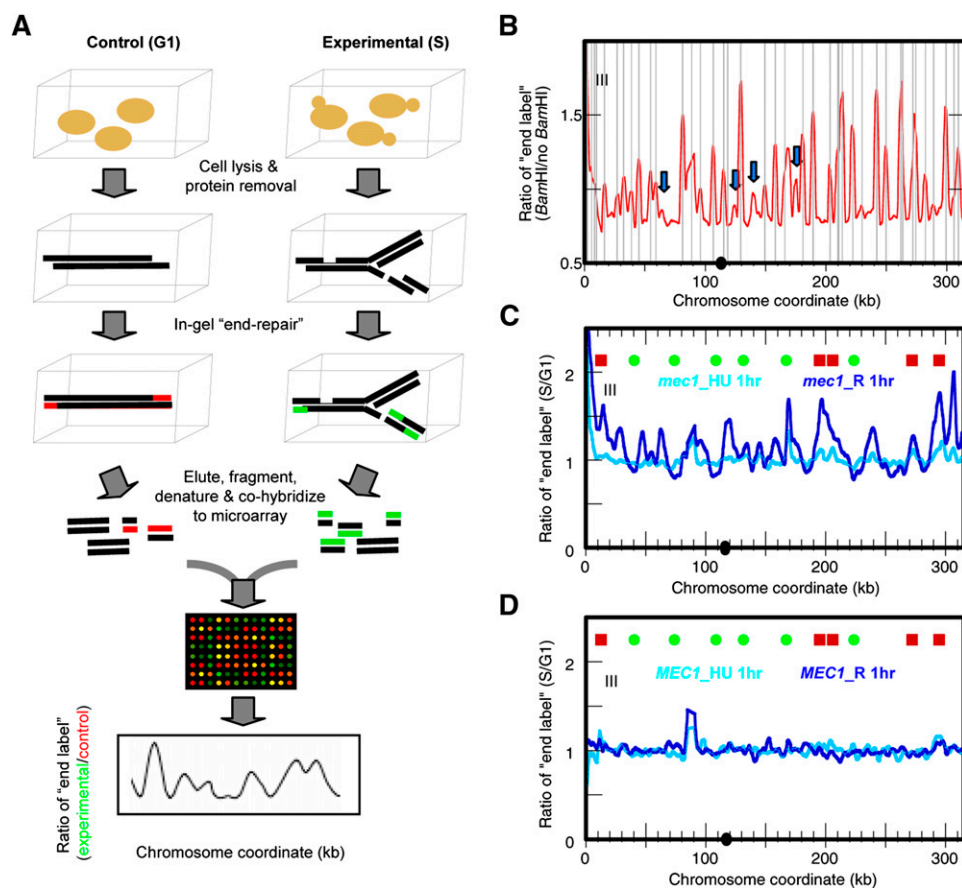 A
Control (G1)
Experimental (S)
Cell lysis &
protein removal
In-gel "end-repair"
Elute, fragment,
denature & co-hybridize
to microarray
Ratio of "end label"
(experimental/control)
Chromosome coordinate (kb)
B
III
Ratio of "end label"
(BamHI/no BamHI)
1.5
1
0.5
0
100
200
300
Chromosome coordinate (kb)
C
mec1_HU 1hr
mec1_R 1hr
III
Ratio of "end label" (S/G1)
2
1
0
0
100
200
300
Chromosome coordinate (kb)
D
MEC1_HU 1hr
MEC1_R 1hr
III
Ratio of "end label" (S/G1)
2
1
0
0
100
200
300
Chromosome coordinate (kb)